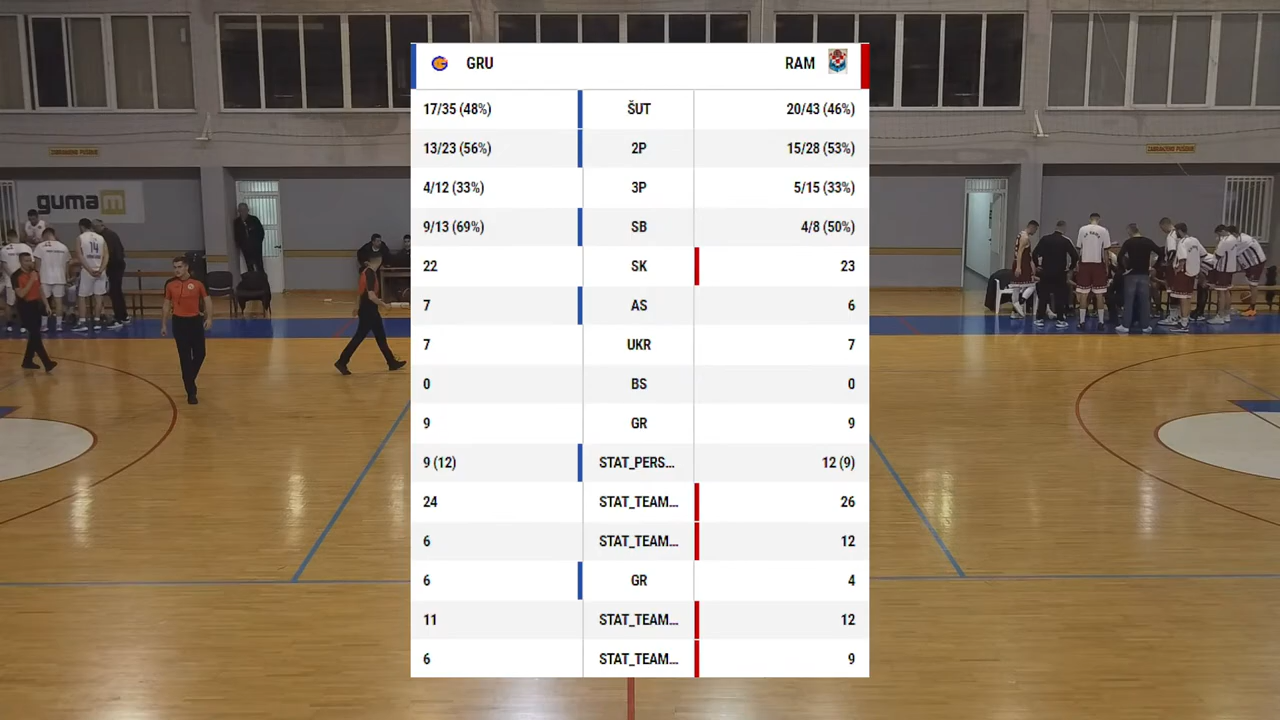 GRU RAM
17/35 (48%) ŠUT 20/43 (46%)
13/23 (56%) 2P 15/28 (53%)
4/12 (33%) 3P 5/15 (33%)
9/13 (69%) SB 4/8 (50%)
22 SK 23
7 AS 6
7 UKR 7
0 BS 0
9 GR 9
9 (12) STAT_PERS... 12 (9)
24 STAT_TEAM... 26
6 STAT_TEAM... 12
6 GR 4
11 STAT_TEAM... 12
6 STAT_TEAM... 9
gumam
14